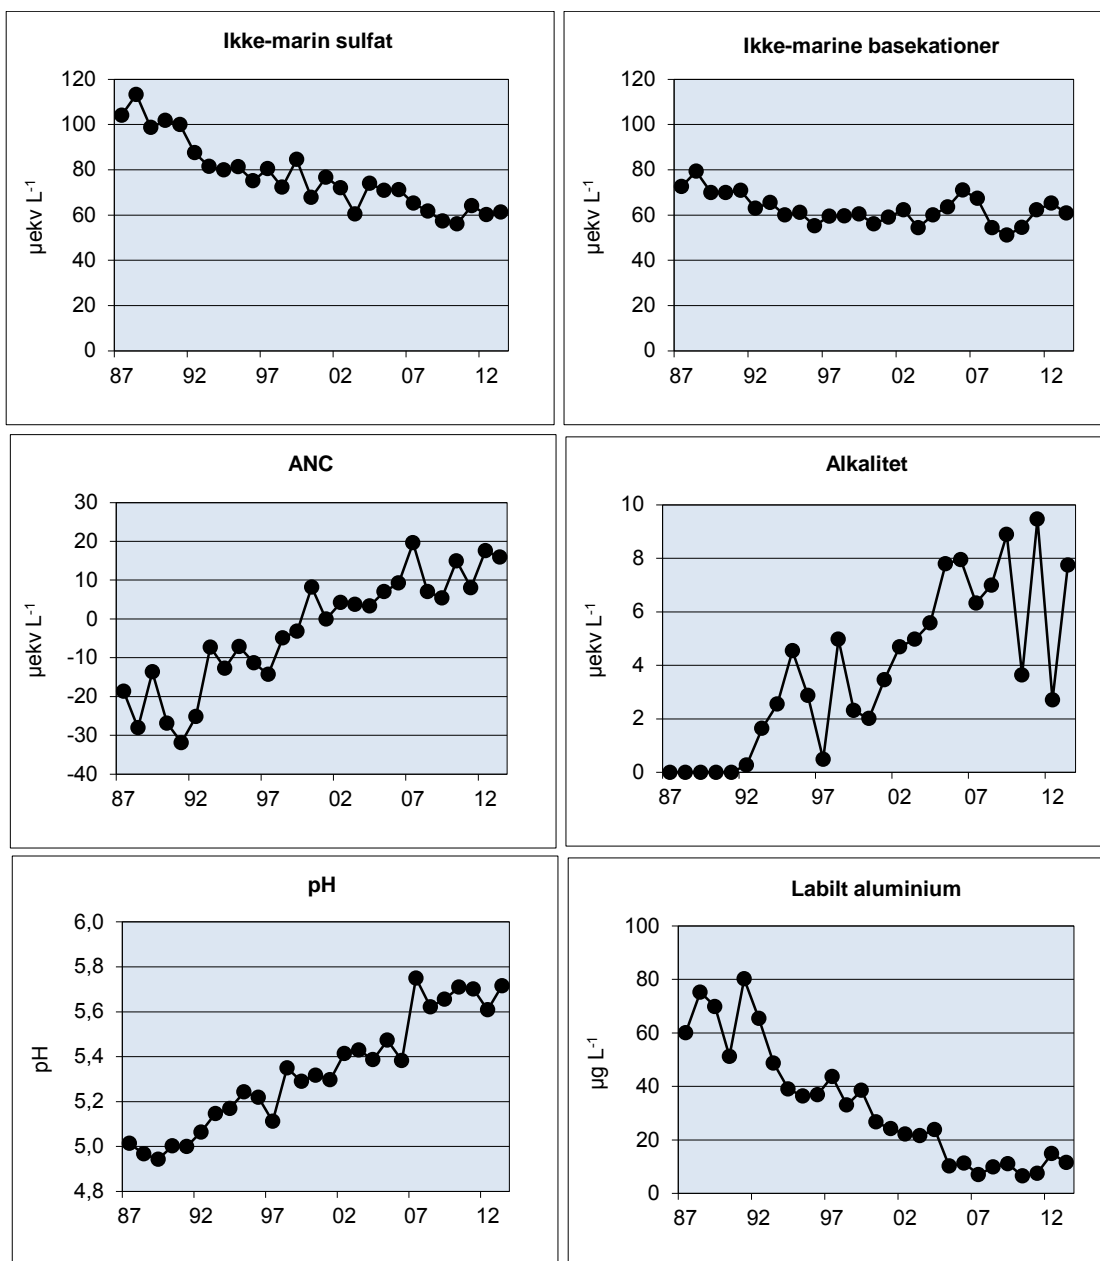 Ikke-marin sulfat
µekv L-1
120
100
80
60
40
20
0
87 92 97 02 07 12
Ikke-marine basekationer
µekv L-1
120
100
80
60
40
20
0
87 92 97 02 07 12
ANC
µekv L-1
30
20
10
0
-10
-20
-30
-40
87 92 97 02 07 12
Alkalitet
µekv L-1
10
8
6
4
2
0
87 92 97 02 07 12
pH
pH
6,0
5,8
5,6
5,4
5,2
5,0
4,8
87 92 97 02 07 12
Labilt aluminium
µg L-1
100
80
60
40
20
0
87 92 97 02 07 12